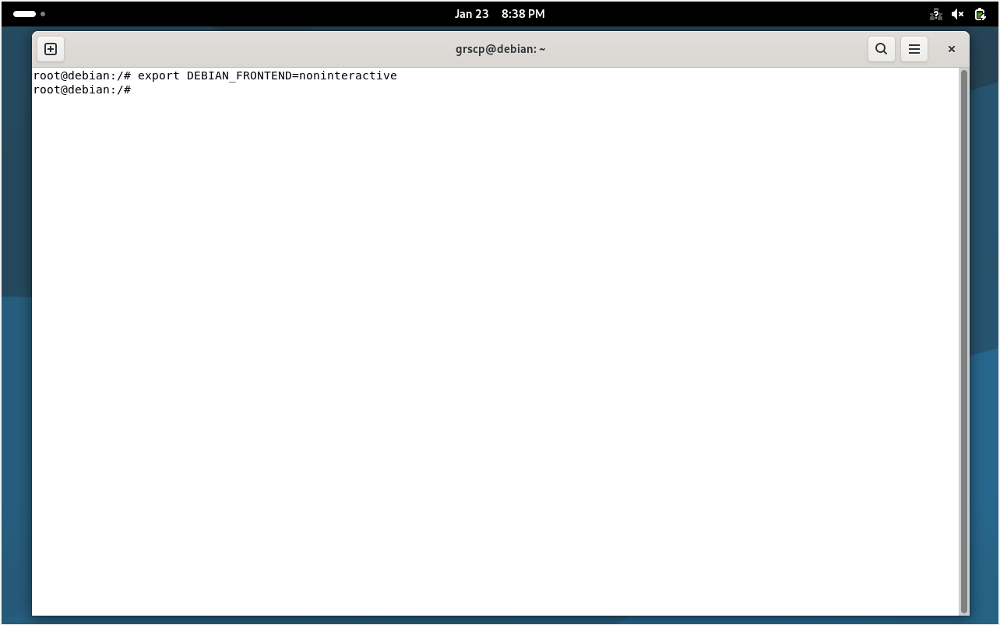 Jan 23 8:38 PM
grscp@debian: ~
root@debian:/# export DEBIAN_FRONTEND=noninteractive
root@debian:/#